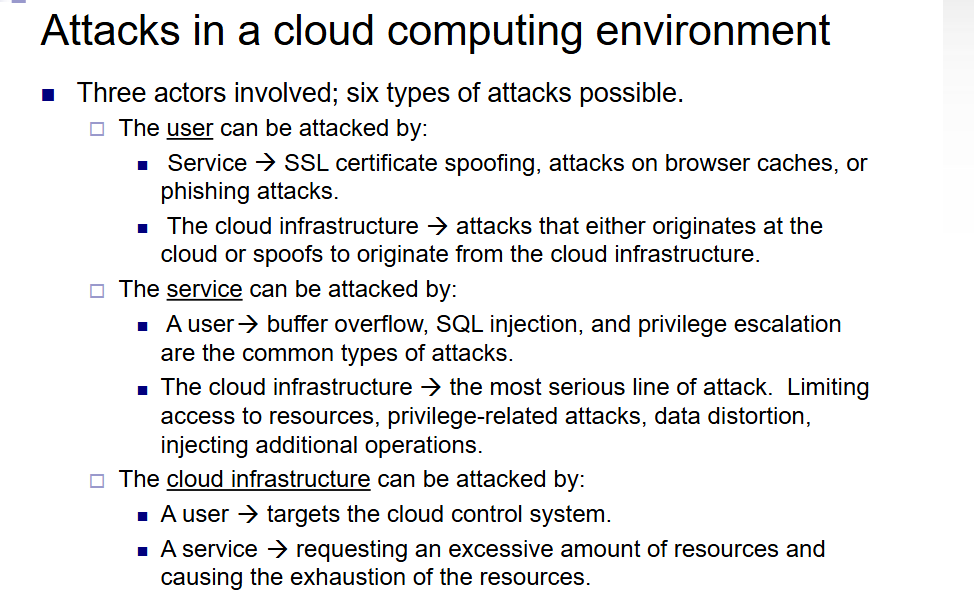 Attacks in a cloud computing environment
■ Three actors involved; six types of attacks possible.
□ The user can be attacked by:
■ Service → SSL certificate spoofing, attacks on browser caches, or
phishing attacks.
■ The cloud infrastructure → attacks that either originates at the
cloud or spoofs to originate from the cloud infrastructure.
□ The service can be attacked by:
■ A user → buffer overflow, SQL injection, and privilege escalation
are the common types of attacks.
■ The cloud infrastructure → the most serious line of attack. Limiting
access to resources, privilege-related attacks, data distortion,
injecting additional operations.
□ The cloud infrastructure can be attacked by:
■ A user → targets the cloud control system.
■ A service → requesting an excessive amount of resources and
causing the exhaustion of the resources.